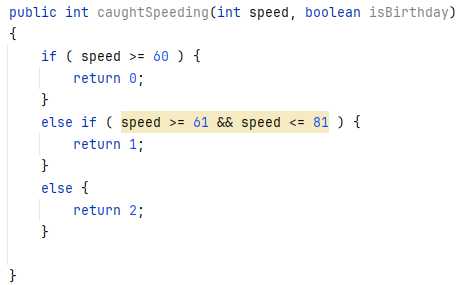 public int caughtSpeeding(int speed, boolean isBirthday)
{
    if ( speed >= 60 ) {
        return 0;
    }
    else if ( speed >= 61 && speed <= 81 ) {
        return 1;
    }
    else {
        return 2;
    }
}